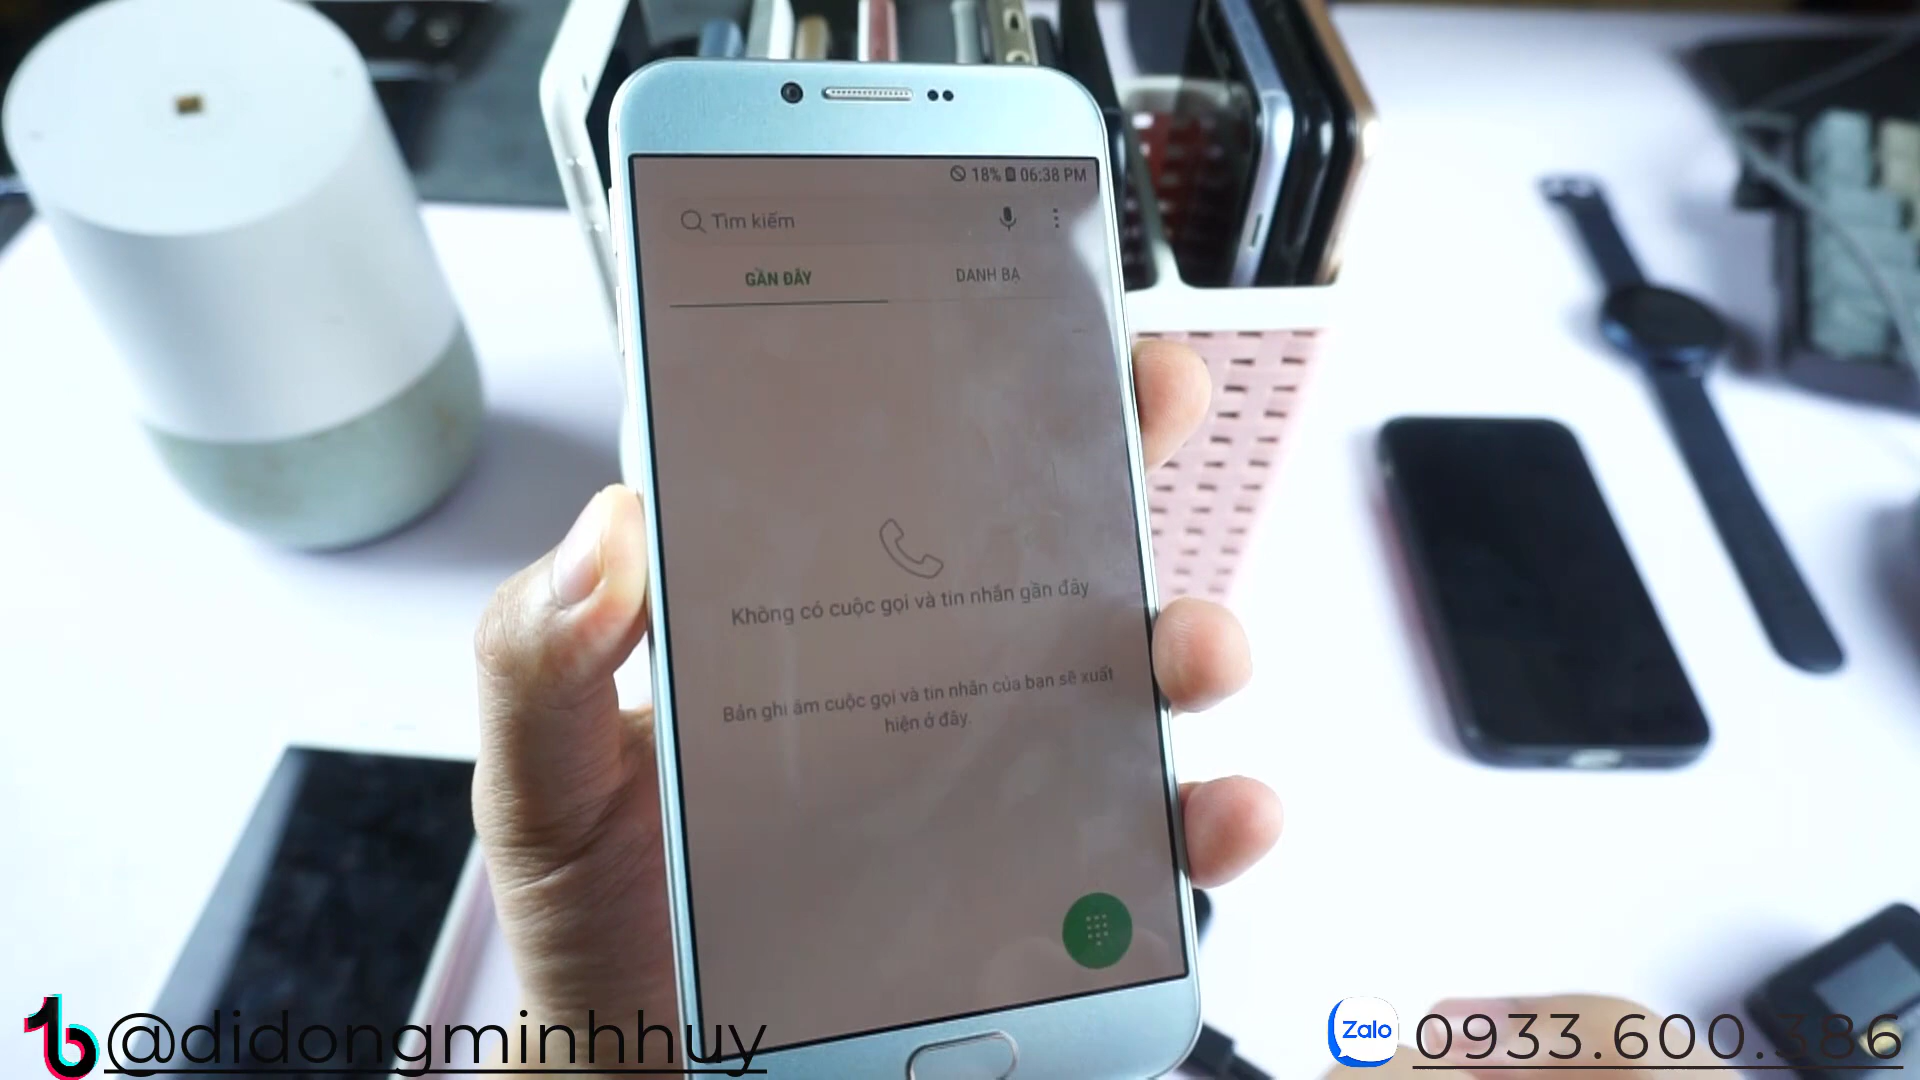 18% 06:38 PM
Tìm kiếm
GẦN ĐÂY
DANH BẠ
Không có cuộc gọi và tin nhắn gần đây
Bản ghi âm cuộc gọi và tin nhắn của bạn sẽ xuất
hiện ở đây.
@didongminhhuy
Zalo
0933.600.386